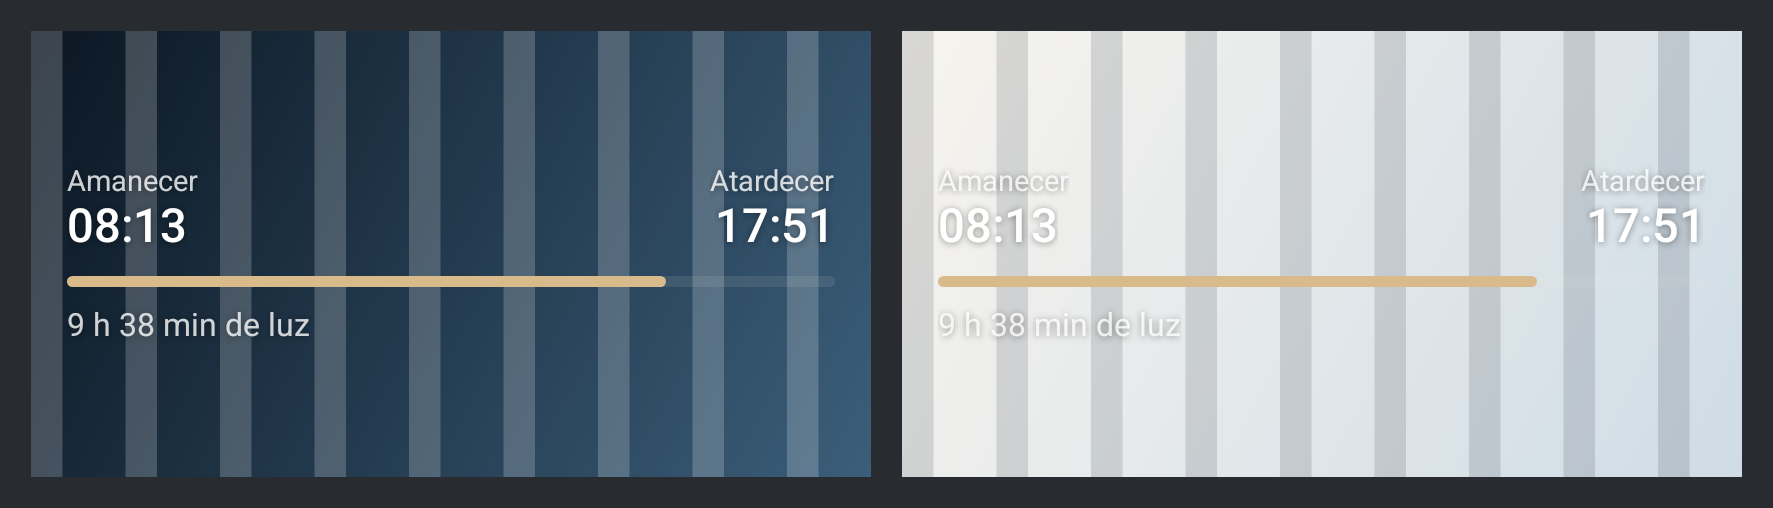 Amanecer Atardecer
08:13 17:51
9 h 38 min de luz
Amanecer Atardecer
08:13 17:51
9 h 38 min de luz